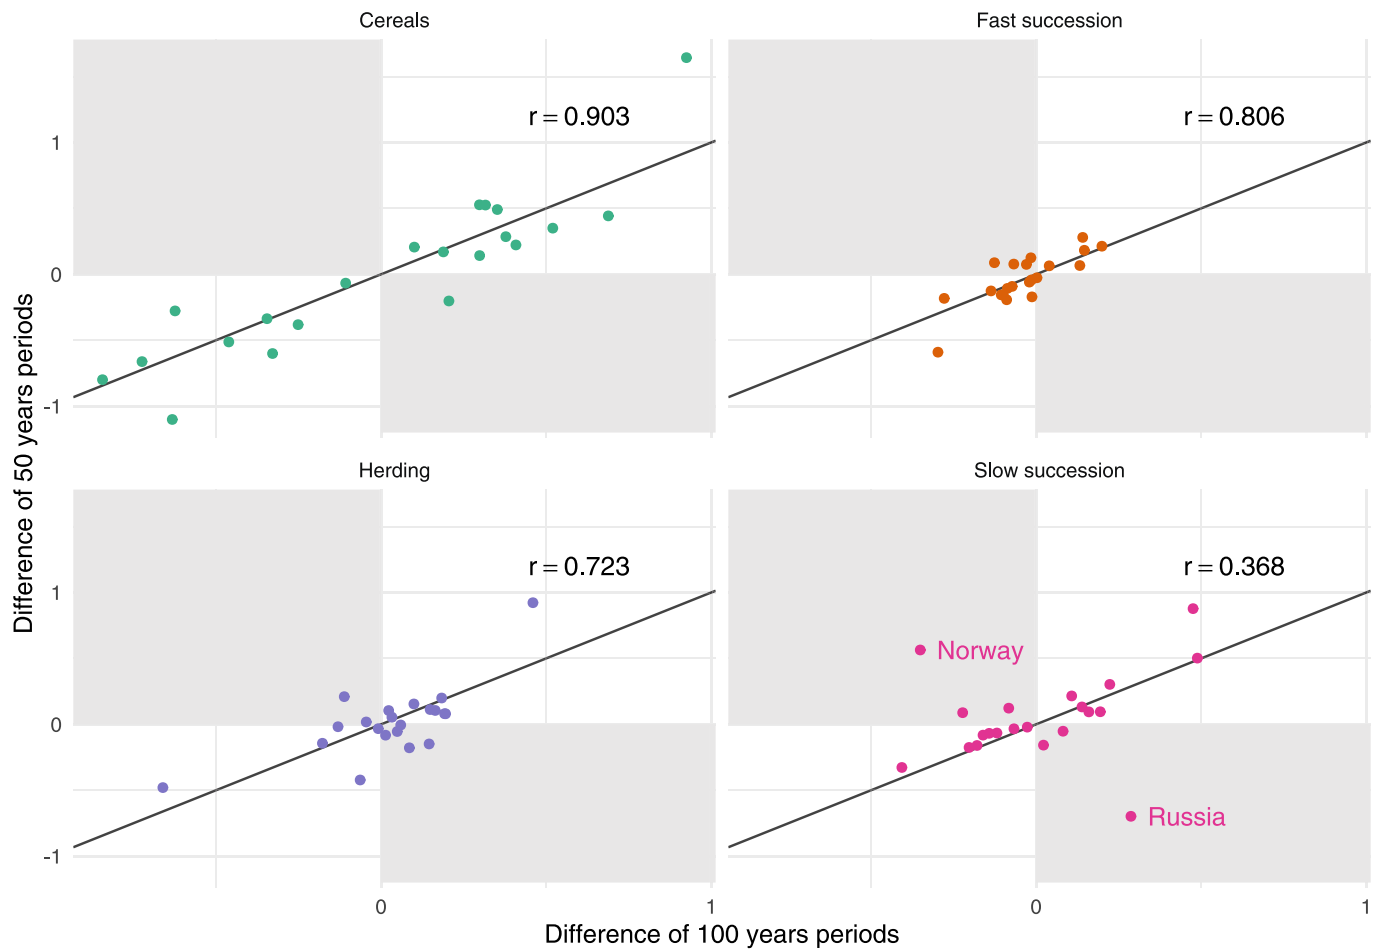 Cereals
Fast succession
r = 0.903
r = 0.806
1
0
-1
Herding
Slow succession
r = 0.723
r = 0.368
Norway
Russia
1
0
-1
0
1
0
1
Difference of 50 years periods
Difference of 100 years periods